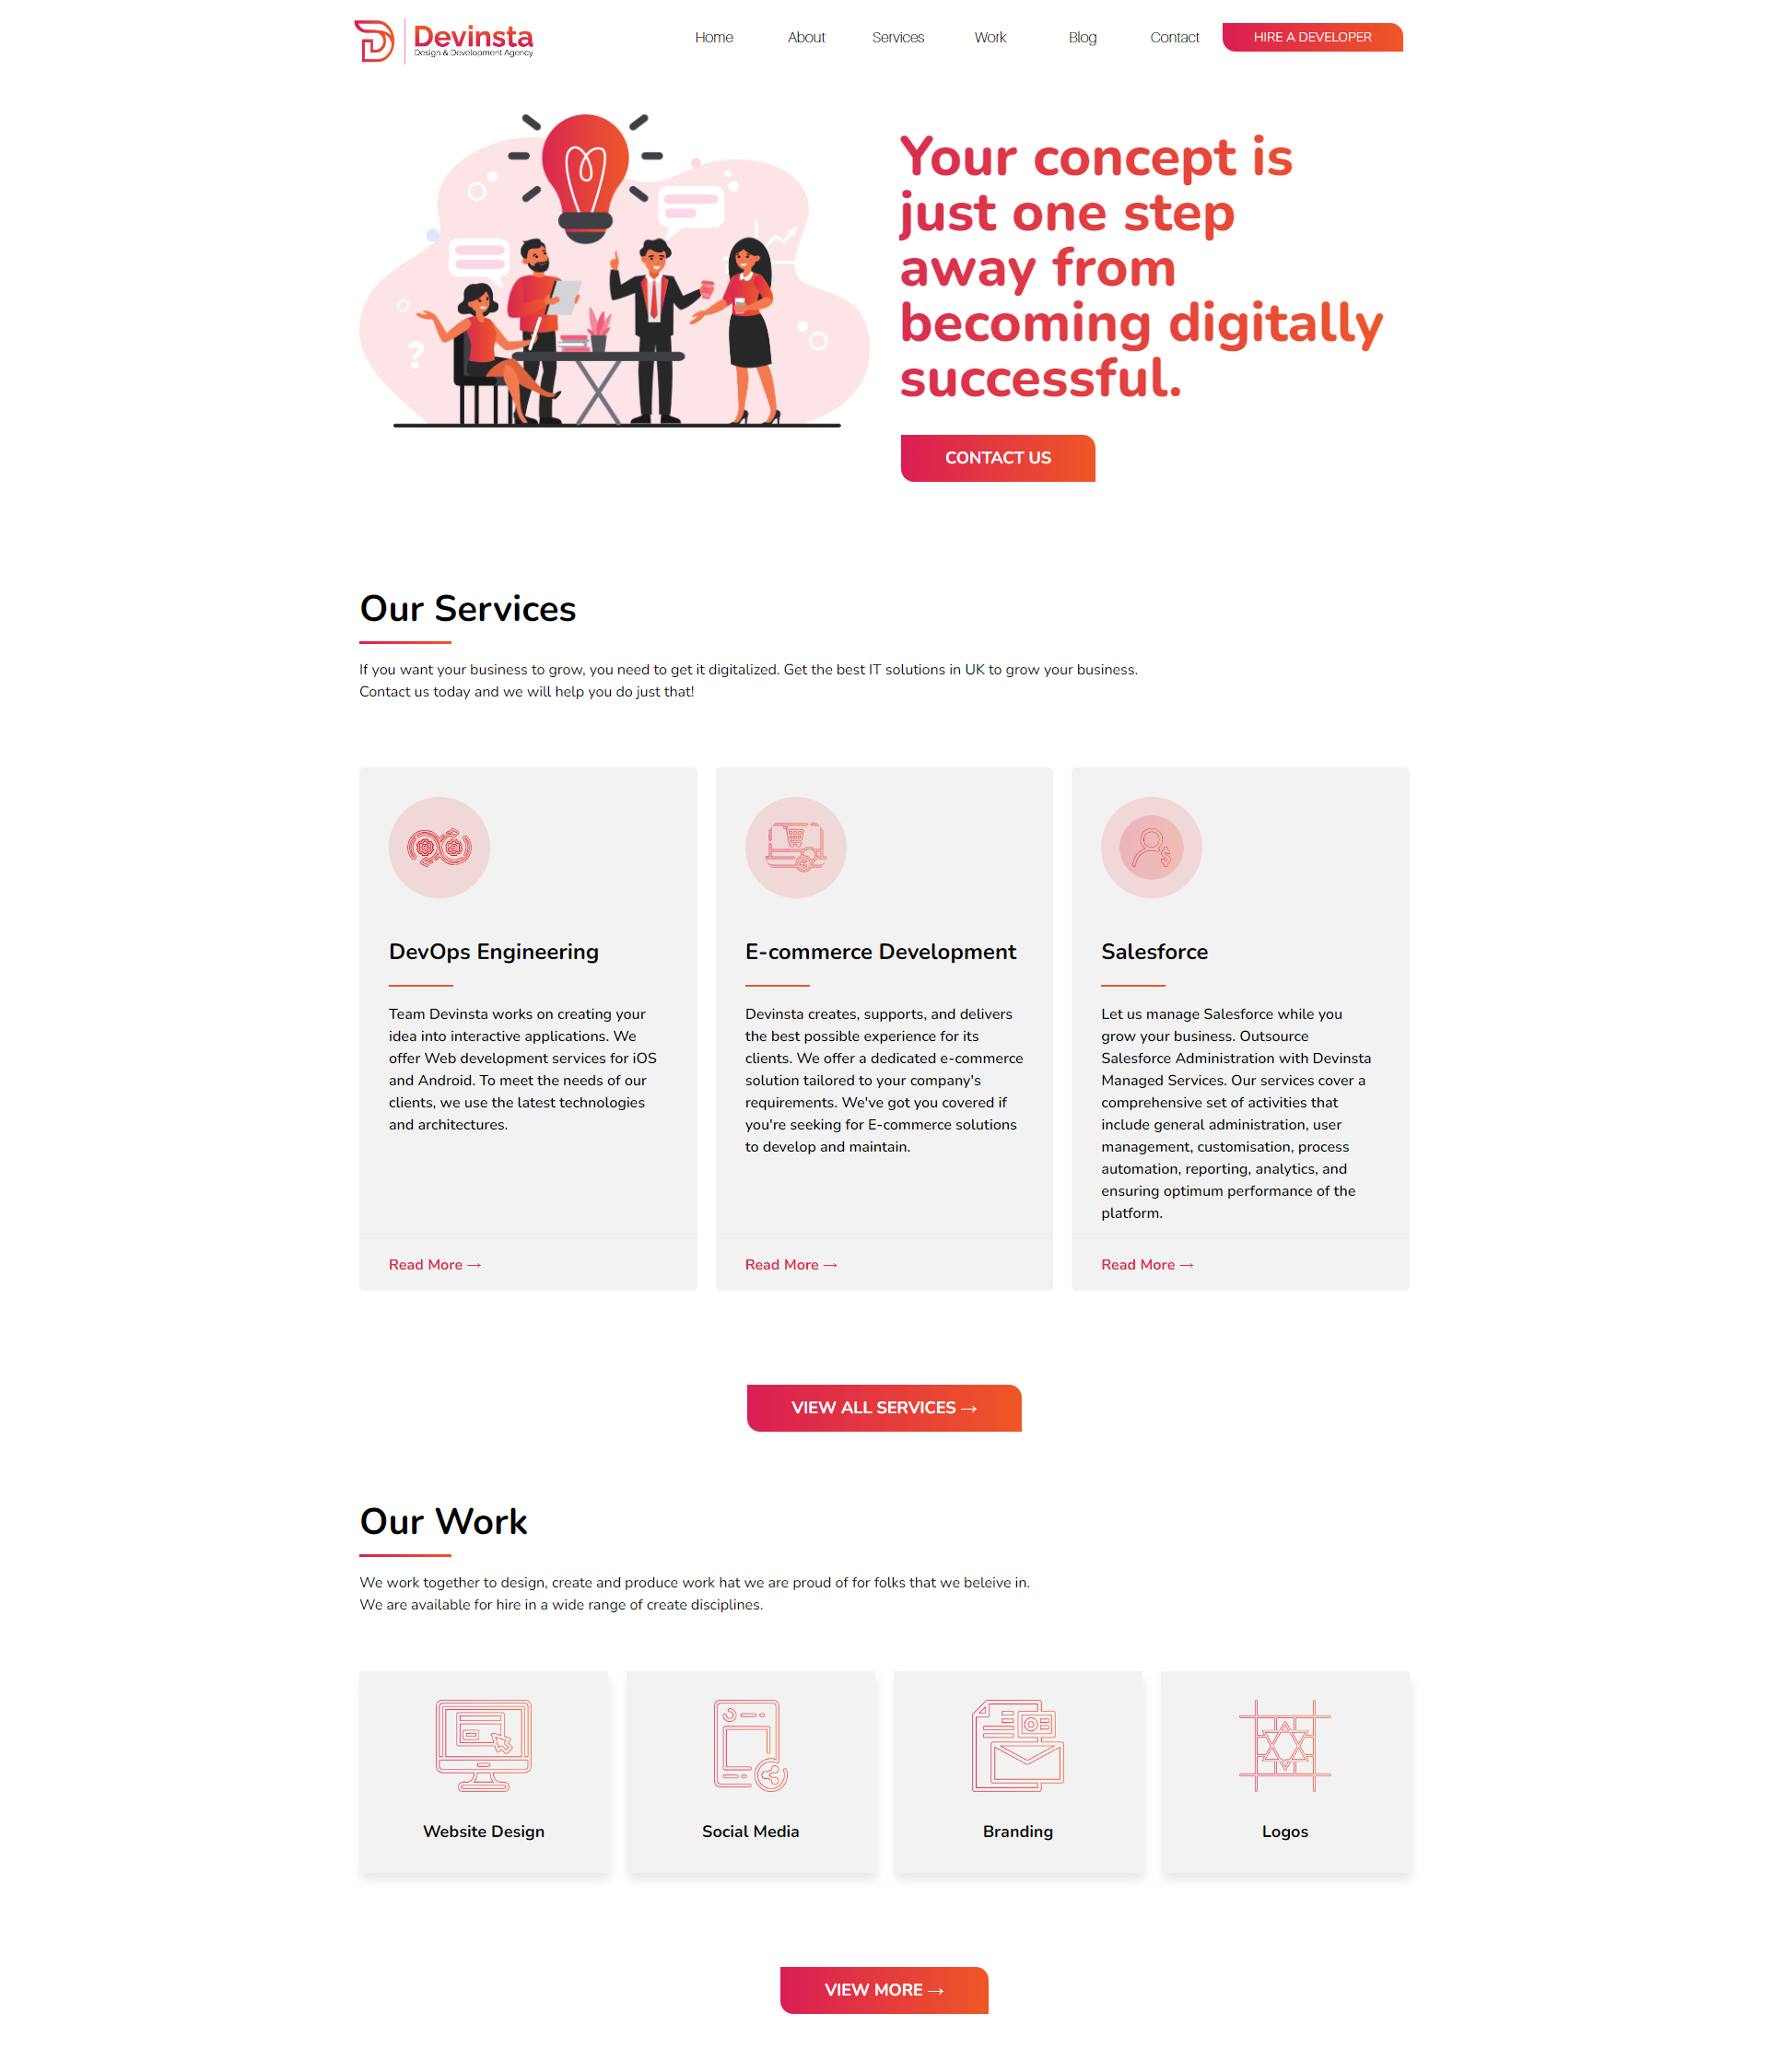 Devinsta
Design & Development Agency
Home About Services Work Blog Contact HIRE A DEVELOPER
Your concept is
just one step
away from
becoming digitally
successful.
CONTACT US
?
Our Services
If you want your business to grow, you need to get it digitalized. Get the best IT solutions in UK to grow your business.
Contact us today and we will help you do just that!
DevOps Engineering
Team Devinsta works on creating your
idea into interactive applications. We
offer Web development services for iOS
and Android. To meet the needs of our
clients, we use the latest technologies
and architectures.
Read More →
E-commerce Development
Devinsta creates, supports, and delivers
the best possible experience for its
clients. We offer a dedicated e-commerce
solution tailored to your company's
requirements. We've got you covered if
you're seeking for E-commerce solutions
to develop and maintain.
Read More →
Salesforce
Let us manage Salesforce while you
grow your business. Outsource
Salesforce Administration with Devinsta
Managed Services. Our services cover a
comprehensive set of activities that
include general administration, user
management, customisation, process
automation, reporting, analytics, and
ensuring optimum performance of the
platform.
Read More →
VIEW ALL SERVICES →
Our Work
We work together to design, create and produce work hat we are proud of for folks that we beleive in.
We are available for hire in a wide range of create disciplines.
Website Design
Social Media
Branding
Logos
VIEW MORE →